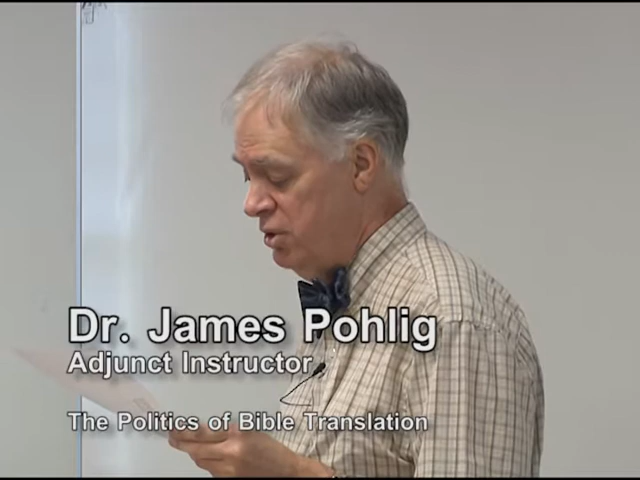 Dr. James Pohlig
Adjunct Instructor
The Politics of Bible Translation